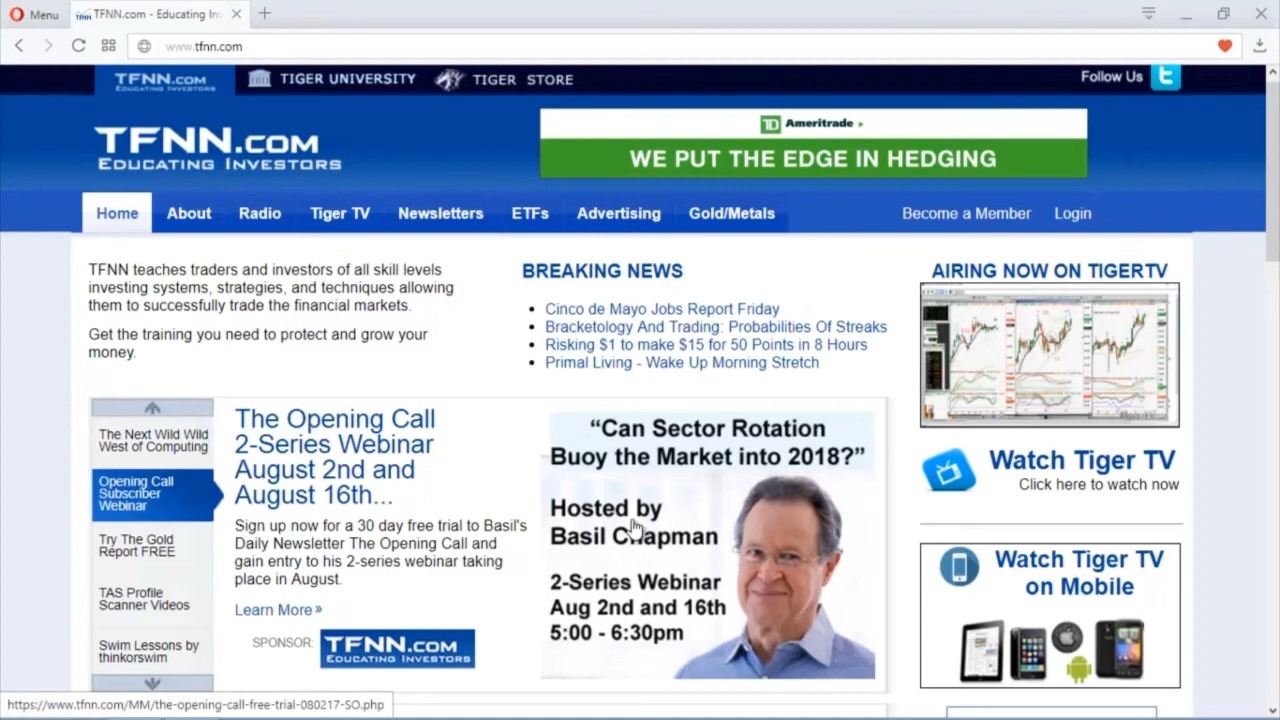 Menu
TFNN.com - Educating Inv
www.tfnn.com
TFNN.COM
EDUCATING INVESTORS
TIGER UNIVERSITY
TIGER STORE
Follow Us
TFNN.COM
EDUCATING INVESTORS
TD Ameritrade
WE PUT THE EDGE IN HEDGING
Home
About
Radio
Tiger TV
Newsletters
ETFs
Advertising
Gold/Metals
Become a Member
Login
TFNN teaches traders and investors of all skill levels
investing systems, strategies, and techniques allowing
them to successfully trade the financial markets.
Get the training you need to protect and grow your
money.
BREAKING NEWS
Cinco de Mayo Jobs Report Friday
Bracketology And Trading: Probabilities Of Streaks
Risking $1 to make $15 for 50 Points in 8 Hours
Primal Living - Wake Up Morning Stretch
AIRING NOW ON TIGERTV
Watch Tiger TV
Click here to watch now
Watch Tiger TV
on Mobile
The Next Wild Wild
West of Computing
Opening Call
Subscriber
Webinar
Try The Gold
Report FREE
TAS Profile
Scanner Videos
Swim Lessons by
thinkorswim
The Opening Call
2-Series Webinar
August 2nd and
August 16th...
Sign up now for a 30 day free trial to Basil's
Daily Newsletter The Opening Call and
gain entry to his 2-series webinar taking
place in August.
Learn More »
SPONSOR:
TFNN.COM
EDUCATING INVESTORS
“Can Sector Rotation
Buoy the Market into 2018?”
Hosted by
Basil Chapman
2-Series Webinar
Aug 2nd and 16th
5:00 - 6:30pm
https://www.tfnn.com/MM/the-opening-call-free-trial-080217-SO.php